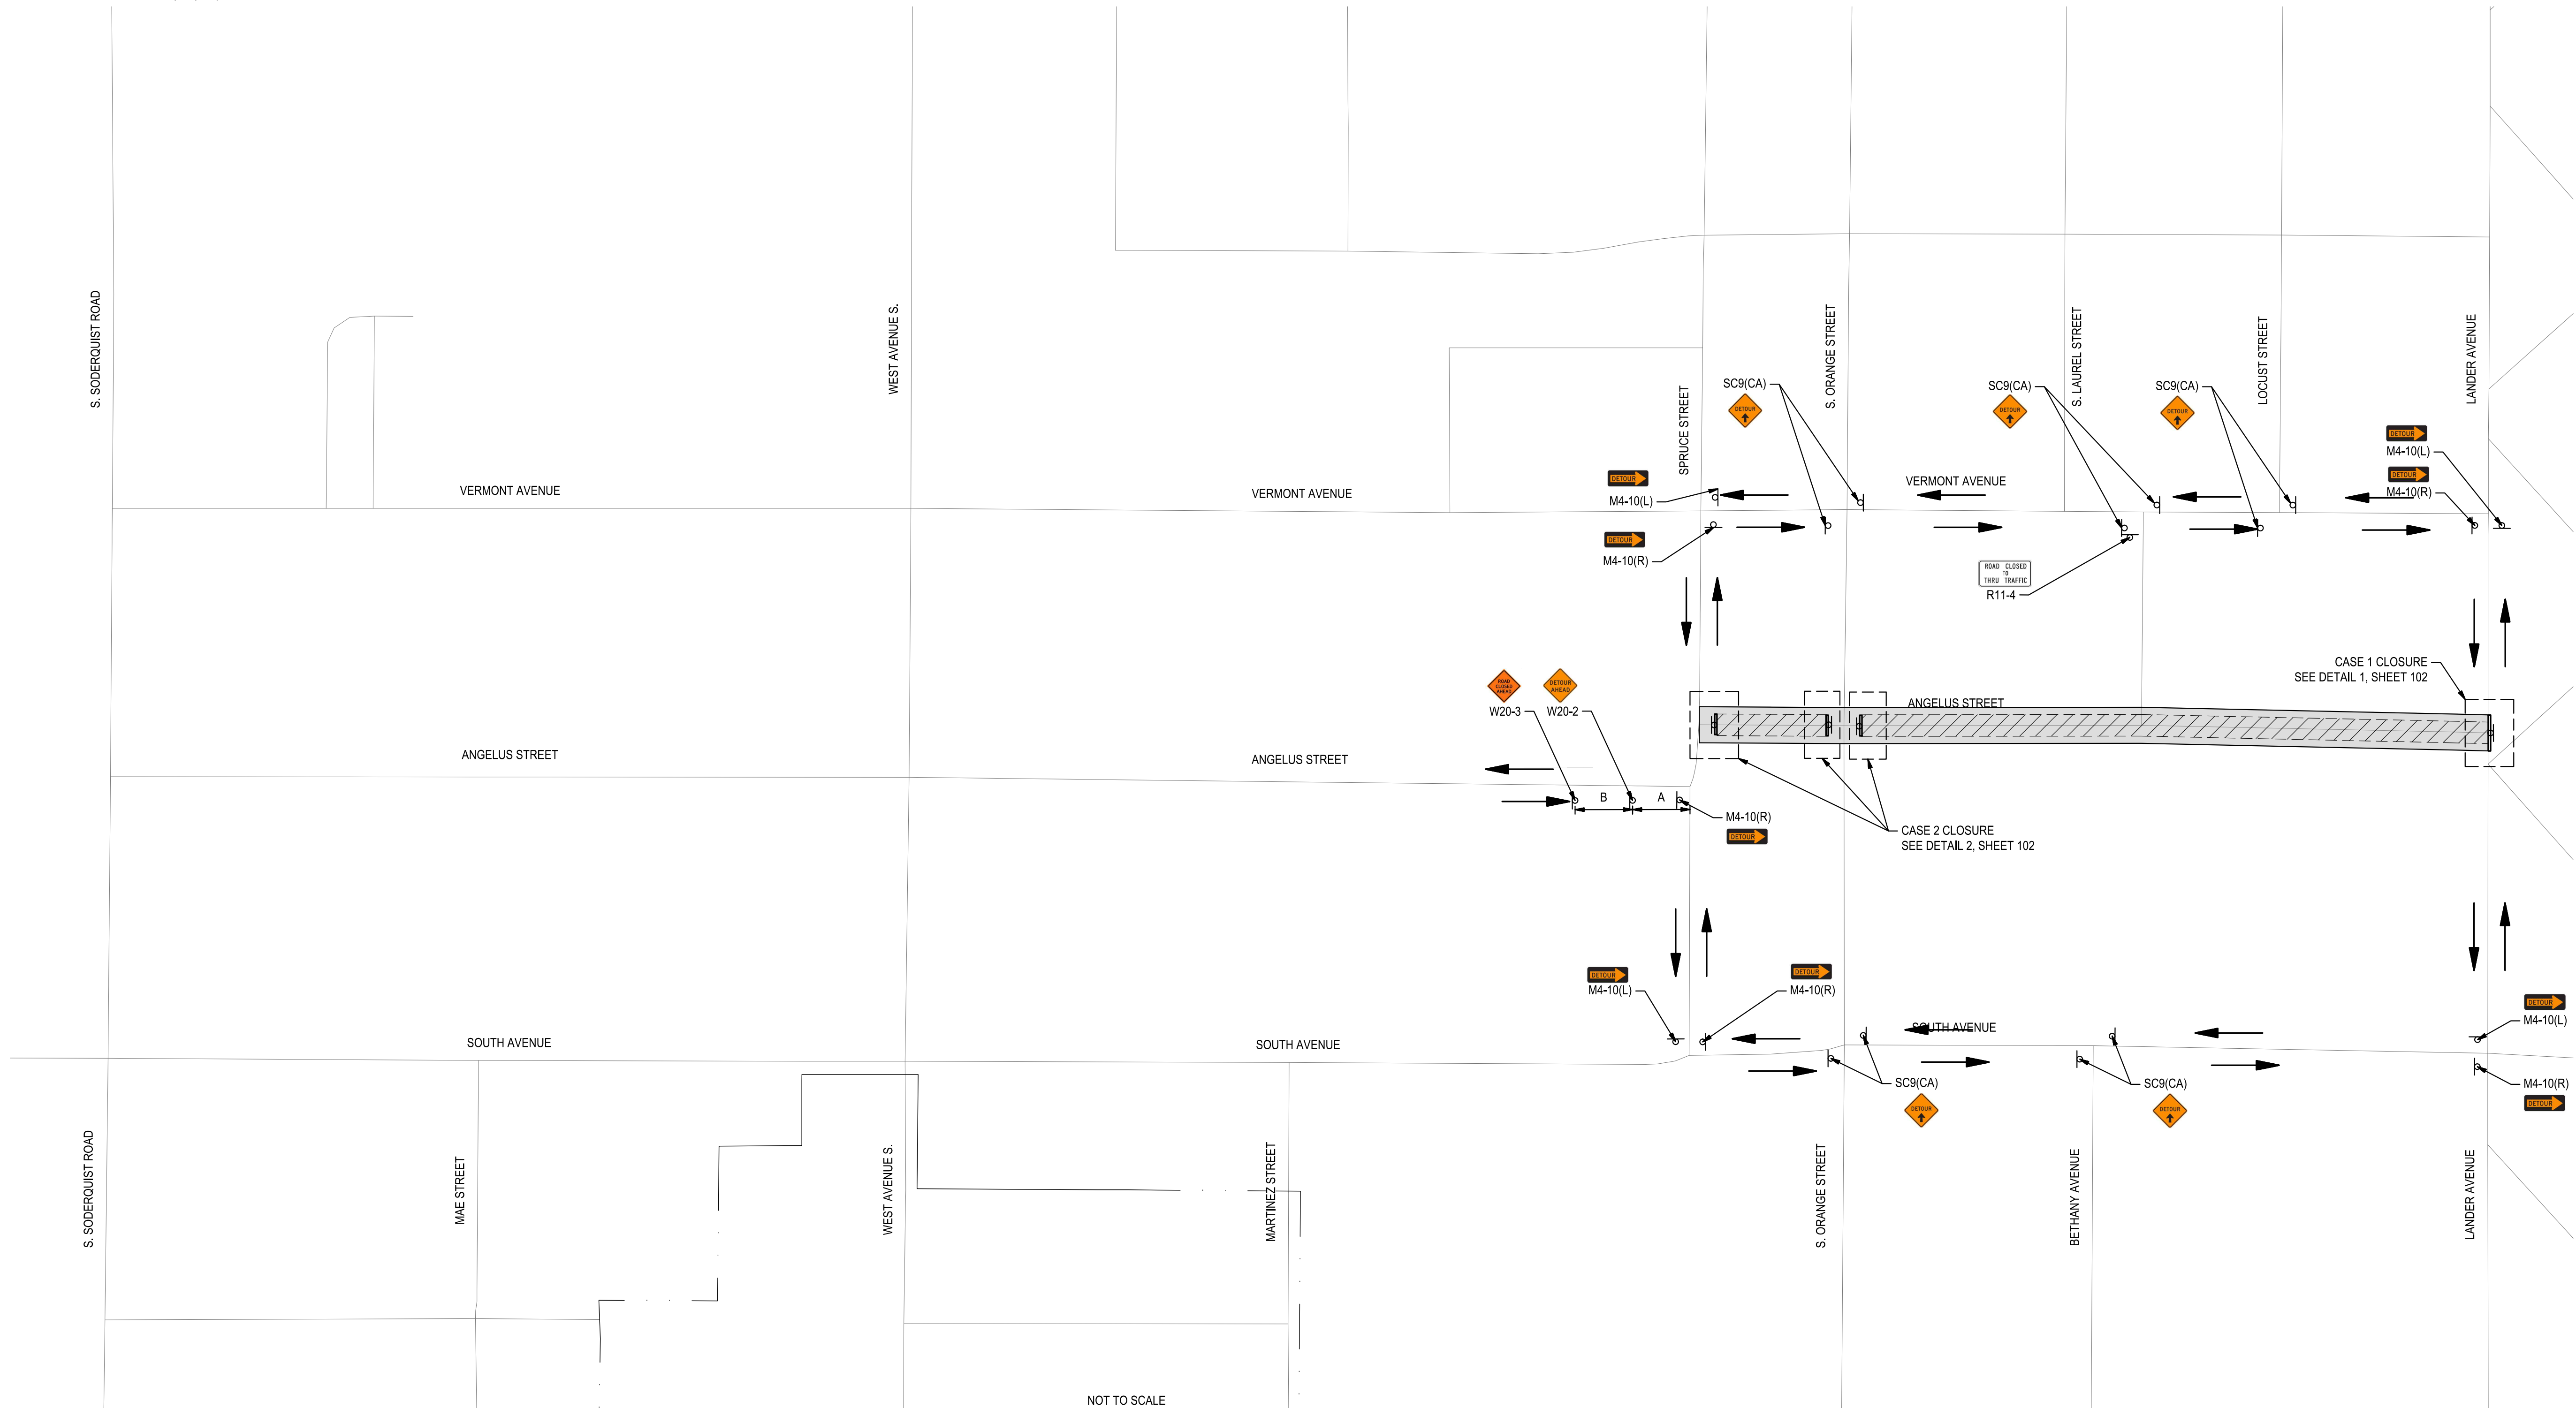 S. SODERQUIST ROAD
WEST AVENUE S.
SPRUCE STREET
S. ORANGE STREET
S. LAUREL STREET
LOCUST STREET
LANDER AVENUE
SC9(CA)
DETOUR
SC9(CA)
DETOUR
SC9(CA)
DETOUR
DETOUR
M4-10(L)
DETOUR
M4-10(R)
VERMONT AVENUE
VERMONT AVENUE
VERMONT AVENUE
DETOUR
M4-10(L)
DETOUR
M4-10(R)
ROAD CLOSED
TO
THRU TRAFFIC
R11-4
CASE 1 CLOSURE
SEE DETAIL 1, SHEET 102
ROAD
CLOSED
AHEAD
W20-3
DETOUR
AHEAD
W20-2
ANGELUS STREET
ANGELUS STREET
ANGELUS STREET
B
A
M4-10(R)
DETOUR
CASE 2 CLOSURE
SEE DETAIL 2, SHEET 102
DETOUR
M4-10(L)
DETOUR
M4-10(R)
DETOUR
M4-10(L)
SOUTH AVENUE
SOUTH AVENUE
SOUTH AVENUE
SC9(CA)
DETOUR
SC9(CA)
DETOUR
M4-10(R)
DETOUR
S. SODERQUIST ROAD
MAE STREET
WEST AVENUE S.
MARTINEZ STREET
S. ORANGE STREET
BETHANY AVENUE
LANDER AVENUE
NOT TO SCALE